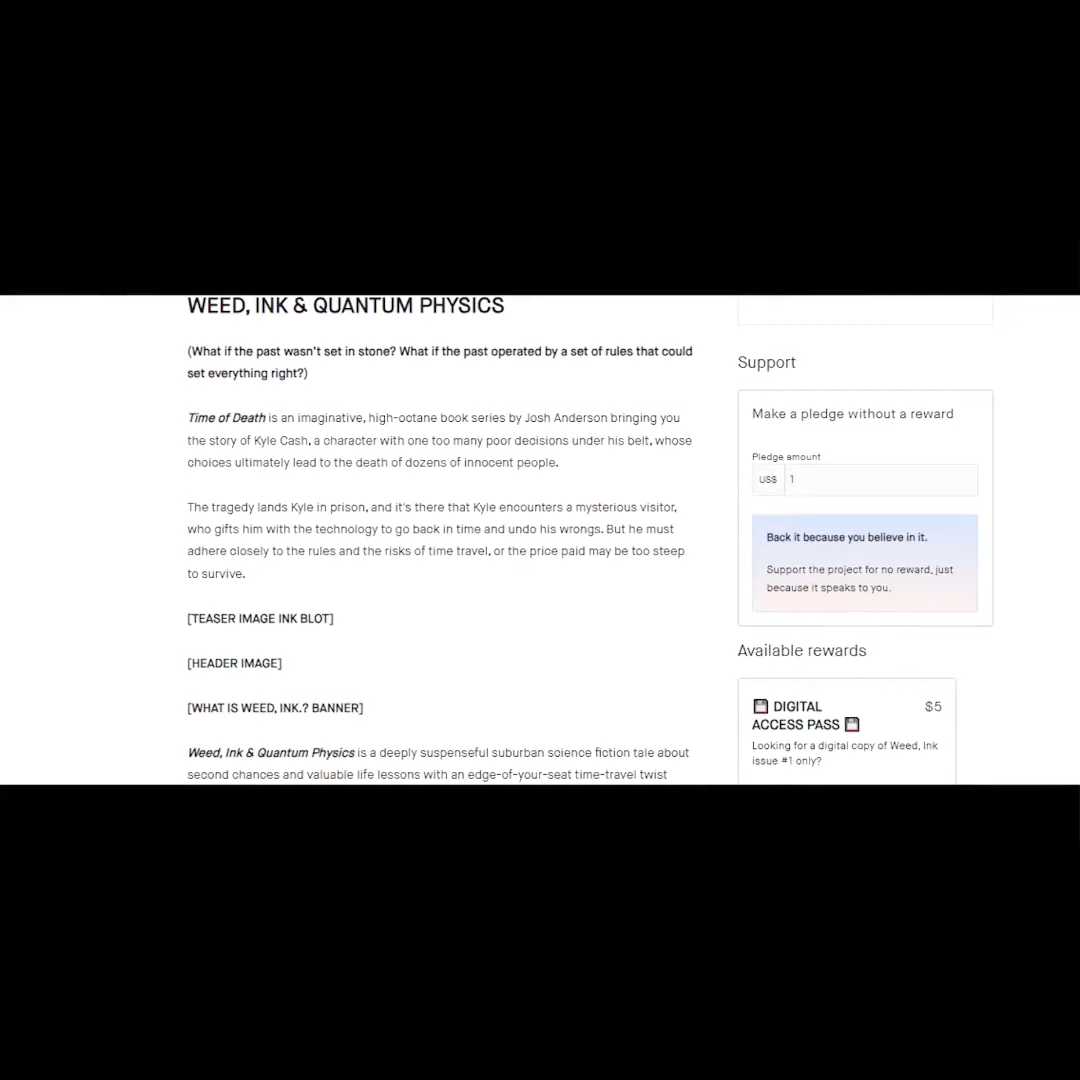 WEED, INK & QUANTUM PHYSICS
(What if the past wasn't set in stone? What if the past operated by a set of rules that could
set everything right?)
Time of Death is an imaginative, high-octane book series by Josh Anderson bringing you
the story of Kyle Cash, a character with one too many poor decisions under his belt, whose
choices ultimately lead to the death of dozens of innocent people.
The tragedy lands Kyle in prison, and it's there that Kyle encounters a mysterious visitor,
who gifts him with the technology to go back in time and undo his wrongs. But he must
adhere closely to the rules and the risks of time travel, or the price paid may be too steep
to survive.
[TEASER IMAGE INK BLOT]
[HEADER IMAGE]
[WHAT IS WEED, INK.? BANNER]
Weed, Ink & Quantum Physics is a deeply suspenseful suburban science fiction tale about
second chances and valuable life lessons with an edge-of-your-seat time-travel twist
Support
Make a pledge without a reward
Pledge amount
US$ 1
Back it because you believe in it.
Support the project for no reward, just
because it speaks to you.
Available rewards
💾 DIGITAL $5
ACCESS PASS 💾
Looking for a digital copy of Weed, Ink
issue #1 only?